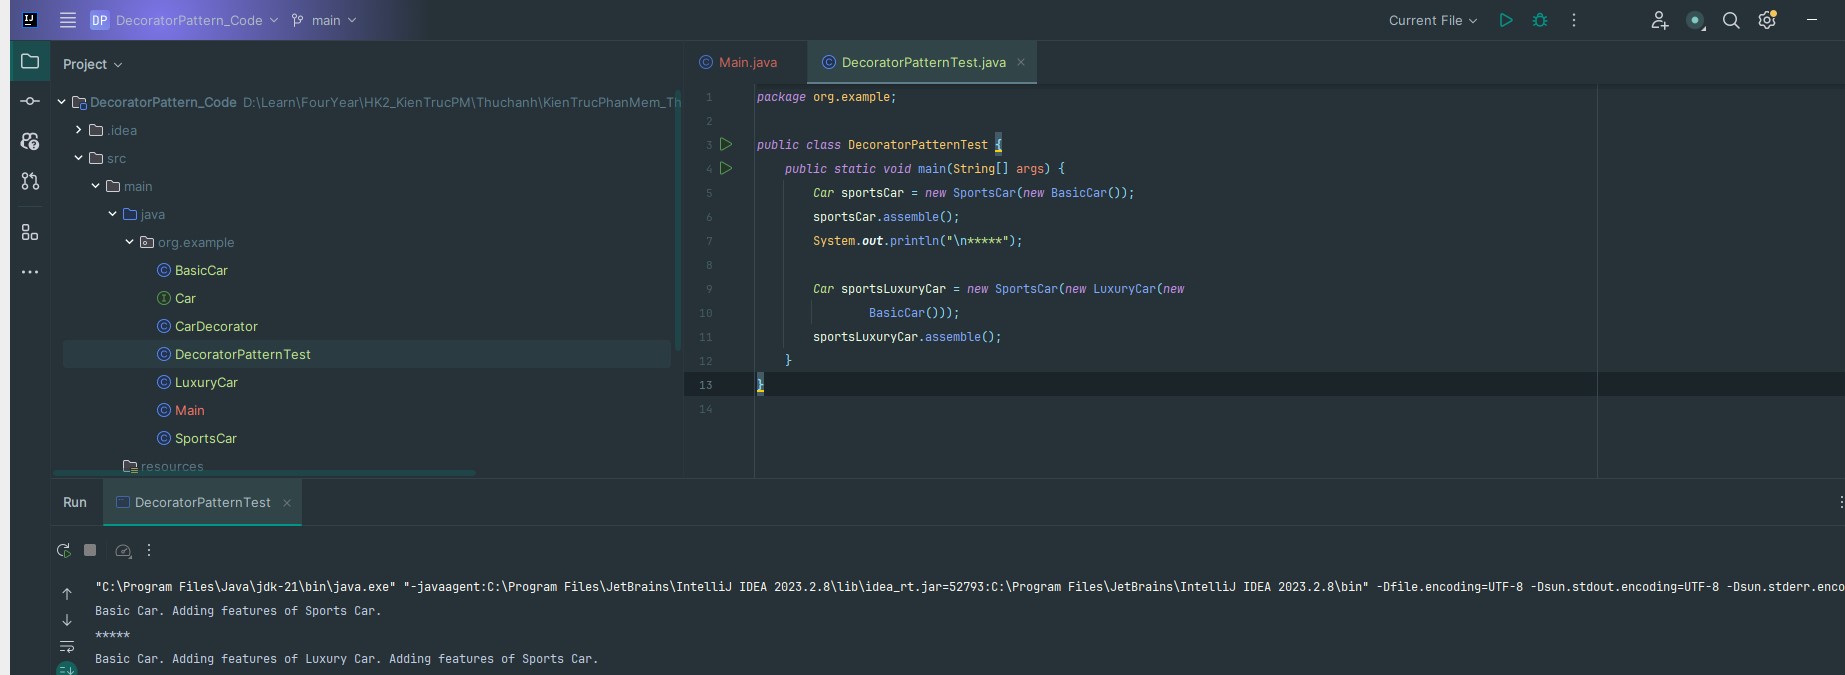 IJ
DP DecoratorPattern_Code main Current File
Project
DecoratorPattern_Code D:\Learn\FourYear\HK2_KienTrucPM\Thuchanh\KienTrucPhanMem_Th
.idea
src
main
java
org.example
BasicCar
Car
CarDecorator
DecoratorPatternTest
LuxuryCar
Main
SportsCar
resources
Main.java DecoratorPatternTest.java
1 package org.example;
2
3 public class DecoratorPatternTest {
4 public static void main(String[] args) {
5 Car sportsCar = new SportsCar(new BasicCar());
6 sportsCar.assemble();
7 System.out.println("\n*****");
8
9 Car sportsLuxuryCar = new SportsCar(new LuxuryCar(new
10 BasicCar()));
11 sportsLuxuryCar.assemble();
12 }
13 }
14
Run DecoratorPatternTest
"C:\Program Files\Java\jdk-21\bin\java.exe" "-javaagent:C:\Program Files\JetBrains\IntelliJ IDEA 2023.2.8\lib\idea_rt.jar=52793:C:\Program Files\JetBrains\IntelliJ IDEA 2023.2.8\bin" -Dfile.encoding=UTF-8 -Dsun.stdout.encoding=UTF-8 -Dsun.stderr.enco
Basic Car. Adding features of Sports Car.
*****
Basic Car. Adding features of Luxury Car. Adding features of Sports Car.